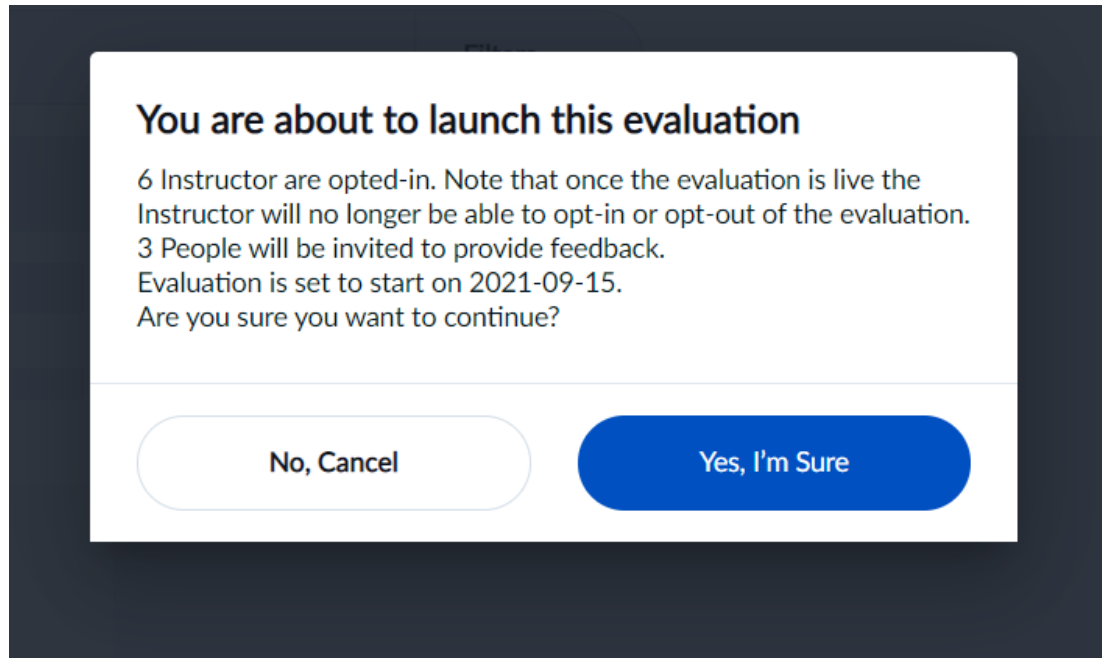 Filters
You are about to launch this evaluation
6 Instructor are opted-in. Note that once the evaluation is live the
Instructor will no longer be able to opt-in or opt-out of the evaluation.
3 People will be invited to provide feedback.
Evaluation is set to start on 2021-09-15.
Are you sure you want to continue?
No, Cancel
Yes, I’m Sure